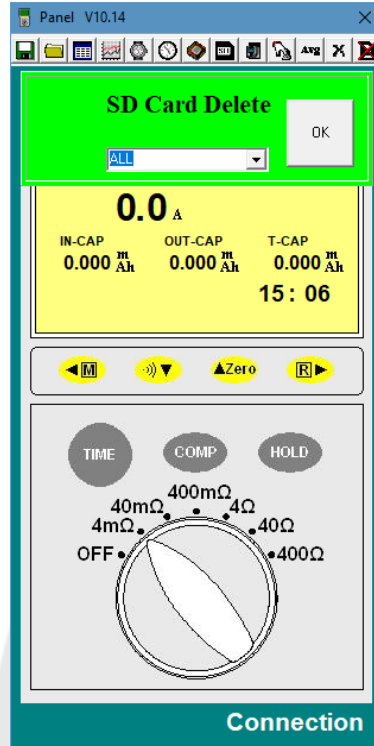 Panel V10.14
SD Avg X
SD Card Delete
OK
ALL
0.0 A
IN-CAP OUT-CAP T-CAP
0.000 m Ah 0.000 m Ah 0.000 m Ah
15: 06
◄M ▼ ▲Zero R►
TIME COMP HOLD
400mΩ
40mΩ 4Ω
4mΩ 40Ω
OFF 400Ω
Connection